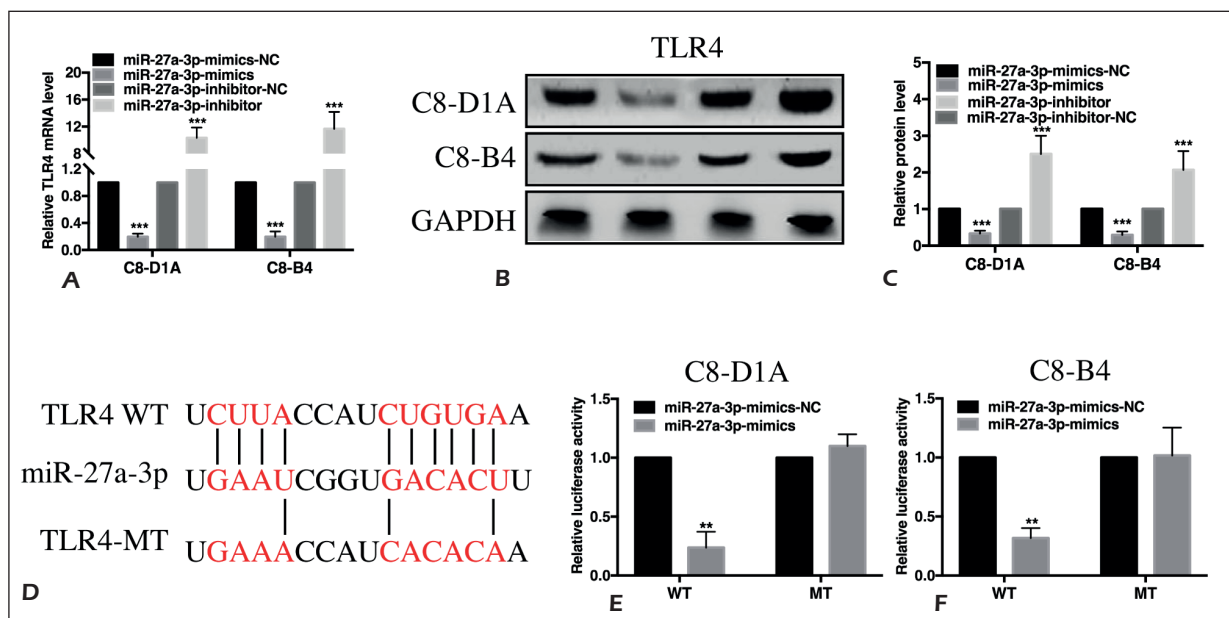 miR-27a-3p-mimics-NC
miR-27a-3p-mimics
miR-27a-3p-inhibitor-NC
miR-27a-3p-inhibitor
Relative TLR4 mRNA level
20
16
12
8
1.2
0.8
0.4
0.0
***
***
***
***
C8-D1A
C8-B4
A
TLR4
C8-D1A
C8-B4
GAPDH
B
miR-27a-3p-mimics-NC
miR-27a-3p-mimics
miR-27a-3p-inhibitor
miR-27a-3p-inhibitor-NC
Relative protein level
5
4
3
2
1
0
***
***
***
***
C8-D1A
C8-B4
C
TLR4 WT UCUUACCAUCUGUGAA
miR-27a-3p UGAAUCGGUGACACUU
TLR4-MT UGAAACCAUCACACAA
D
C8-D1A
miR-27a-3p-mimics-NC
miR-27a-3p-mimics
Relative luciferase activity
1.5
1.0
0.5
0.0
**
WT
MT
E
C8-B4
miR-27a-3p-mimics-NC
miR-27a-3p-mimics
Relative luciferase activity
1.5
1.0
0.5
0.0
**
WT
MT
F